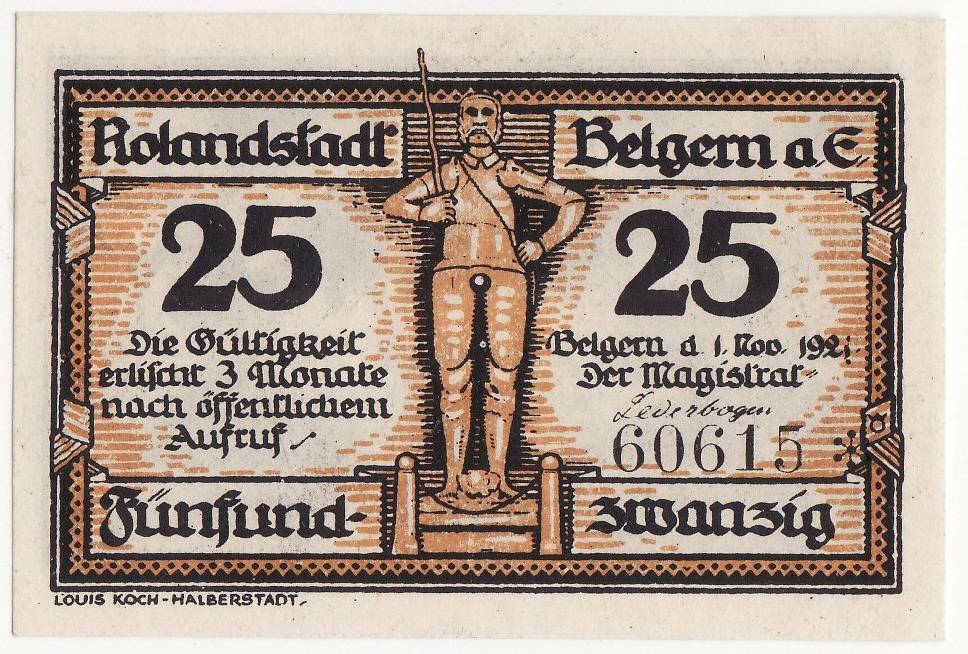 Rolandstadt
Belgern a.E.
25
25
Die Gültigkeit
erlischt 3 Monate
nach öffentlichem
Aufruf
Belgern d. 1. Nov. 1921
Der Magistrat
Lederbogen
60615 *
Fünfund-
zwanzig
LOUIS KOCH-HALBERSTADT.